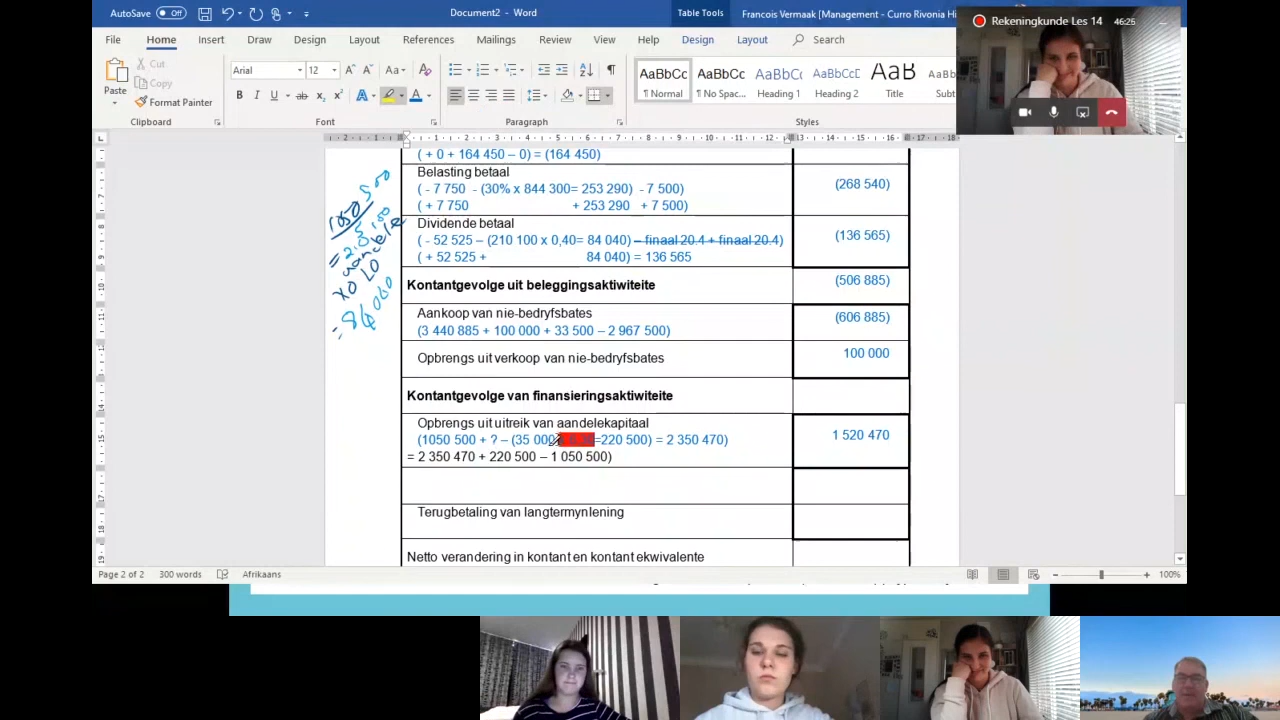 AutoSave Off Document2 - Word Table Tools Francois Vermaak [Management - Curro Rivonia Hi
Rekeningkunde Les 14 46:25
File Home Insert Draw Design Layout References Mailings Review View Help Design Layout Search
Paste
Cut
Copy
Format Painter
Arial 12
AaBbCc AaBbCc AaBbCc AaBbCcD AaB AaBbCc
Normal No Spac Heading 1 Heading 2 Subt
Clipboard Font Paragraph Styles
( + 0 + 164 450 – 0) = (164 450)
Belasting betaal
( - 7 750 - (30% x 844 300= 253 290) - 7 500)
( + 7 750 + 253 290 + 7 500)
(268 540)
Dividende betaal
( - 52 525 – (210 100 x 0,40= 84 040) – finaal 20.4 + finaal 20.4)
( + 52 525 + 84 040) = 136 565
(136 565)
Kontantgevolge uit beleggingsaktiwiteite (506 885)
Aankoop van nie-bedryfsbates
(3 440 885 + 100 000 + 33 500 – 2 967 500)
(606 885)
Opbrengs uit verkoop van nie-bedryfsbates 100 000
Kontantgevolge van finansieringsaktiwiteite
Opbrengs uit uitreik van aandelekapitaal
(1050 500 + ? – (35 000 =220 500) = 2 350 470)
= 2 350 470 + 220 500 – 1 050 500)
1 520 470
Terugbetaling van langtermynlening
Netto verandering in kontant en kontant ekwivalente
Page 2 of 2 300 words Afrikaans 100%